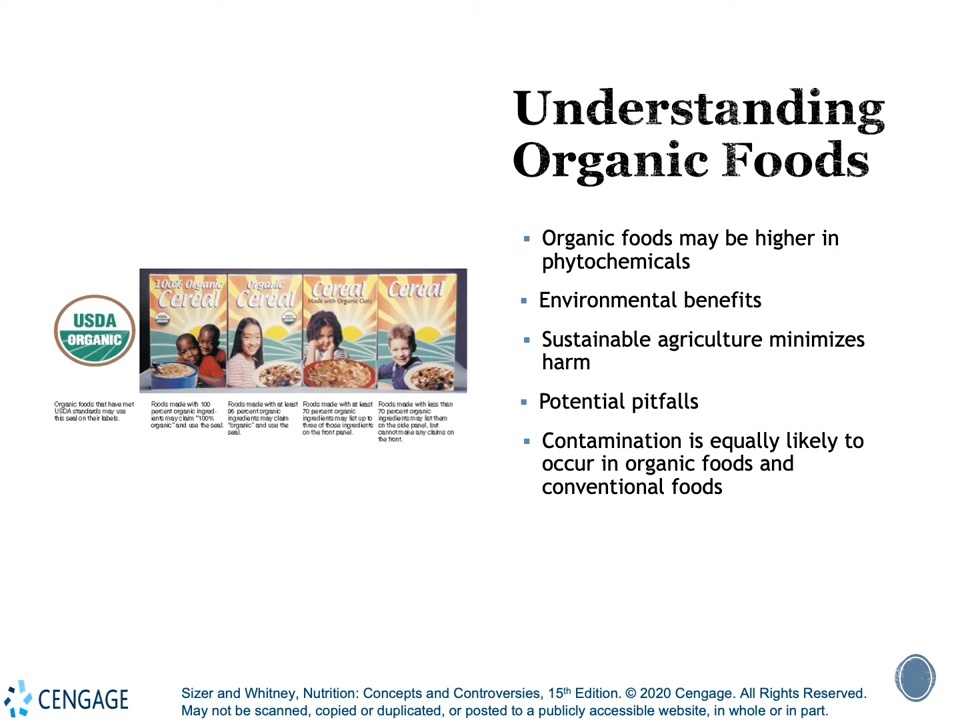 Understanding
Organic Foods
▪ Organic foods may be higher in
phytochemicals
▪ Environmental benefits
▪ Sustainable agriculture minimizes
harm
▪ Potential pitfalls
▪ Contamination is equally likely to
occur in organic foods and
conventional foods
USDA
ORGANIC
100% Organic
Cereal
Organic
Cereal
Cereal
Made with Organic Oats
Cereal
Organic foods that have met
USDA standards may use
this seal on their labels.
Foods made with 100
percent organic ingred-
ients may claim "100%
organic" and use the seal.
Foods made with at least
95 percent organic
ingredients may claim
"organic" and use the
seal.
Foods made with at least
70 percent organic
ingredients may list up to
three of those ingredients
on the front panel.
Foods made with less than
70 percent organic
ingredients may list them
on the side panel, but
cannot make any claims on
the front.
CENGAGE
Sizer and Whitney, Nutrition: Concepts and Controversies, 15th Edition. © 2020 Cengage. All Rights Reserved.
May not be scanned, copied or duplicated, or posted to a publicly accessible website, in whole or in part.